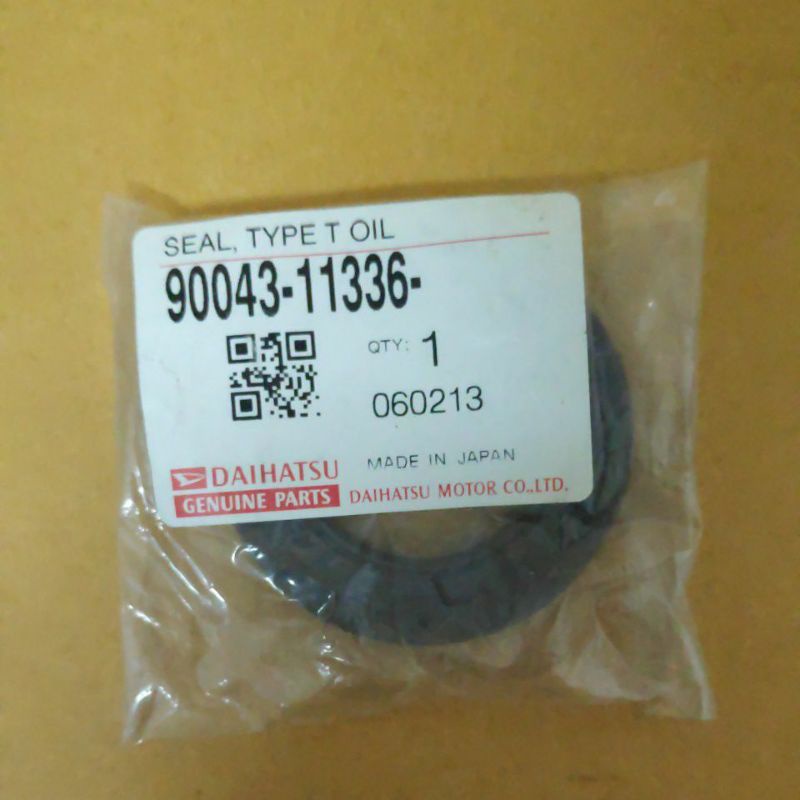 SEAL, TYPE T OIL
90043-11336-
QTY: 1
060213
MADE IN JAPAN
DAIHATSU
GENUINE PARTS
DAIHATSU MOTOR CO.,LTD.